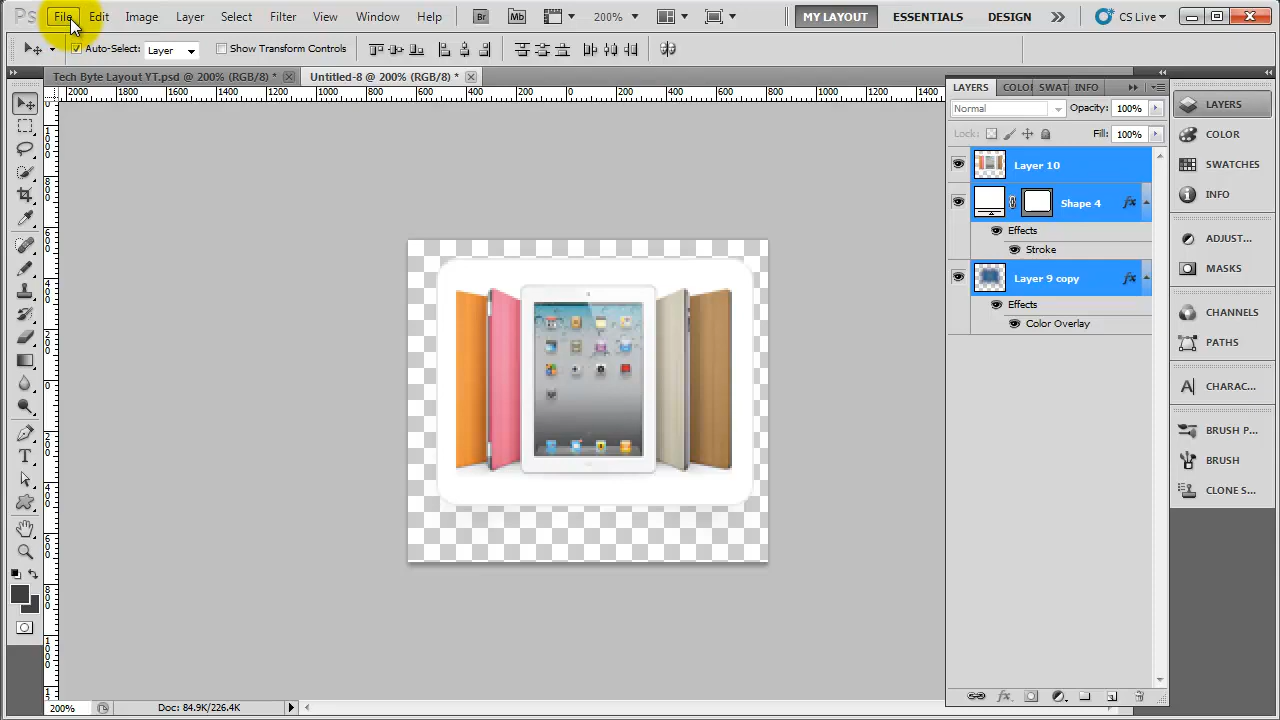 Ps File Edit Image Layer Select Filter View Window Help Br Mb 200% MY LAYOUT ESSENTIALS DESIGN CS Live
Auto-Select: Layer Show Transform Controls
Tech Byte Layout YT.psd @ 200% (RGB/8) * Untitled-8 @ 200% (RGB/8) *
2000 1800 1600 1400 1200 1000 800 600 400 200 0 200 400 600 800 1000 1200 1400
LAYERS COLOR SWAT INFO
Normal Opacity: 100%
Lock: Fill: 100%
Layer 10
Shape 4
Effects
Stroke
Layer 9 copy
Effects
Color Overlay
LAYERS
COLOR
SWATCHES
INFO
ADJUST...
MASKS
CHANNELS
PATHS
CHARAC...
BRUSH P...
BRUSH
CLONE S...
200% Doc: 84.9K/226.4K